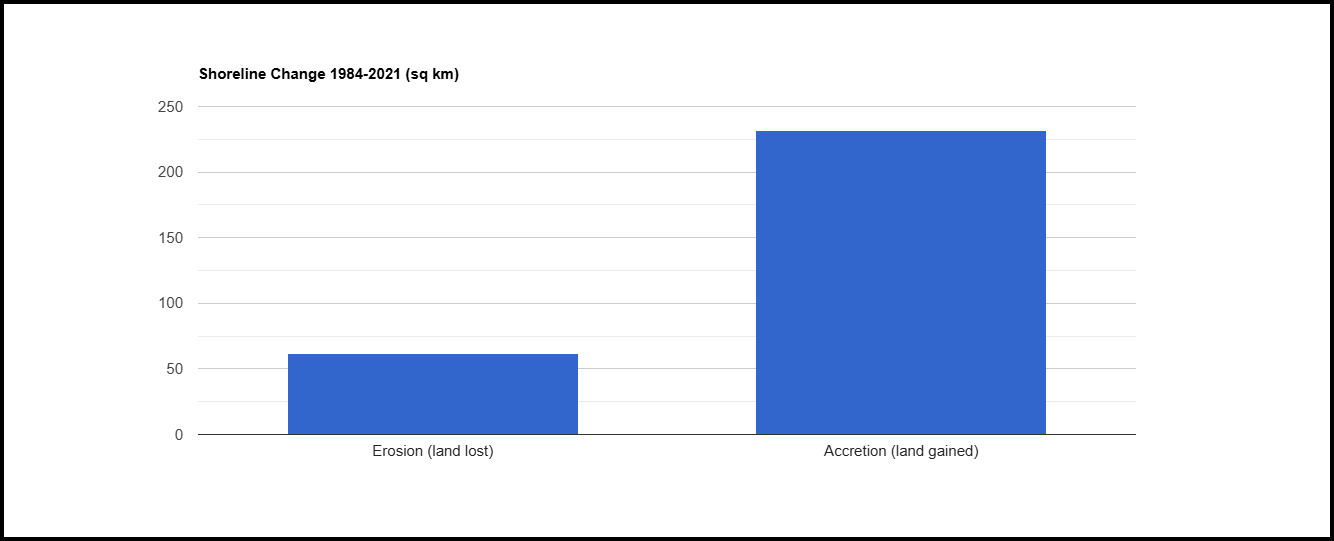 Shoreline Change 1984-2021 (sq km)
250
200
150
100
50
0
Erosion (land lost)
Accretion (land gained)